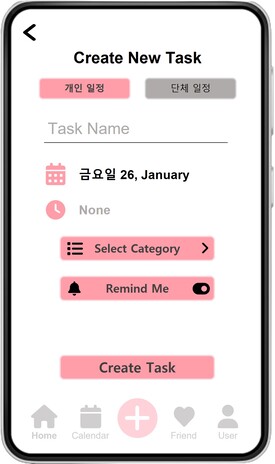 Create New Task
개인 일정
단체 일정
Task Name
금요일 26, January
None
Select Category
Remind Me
Create Task
Home
Calendar
Friend
User